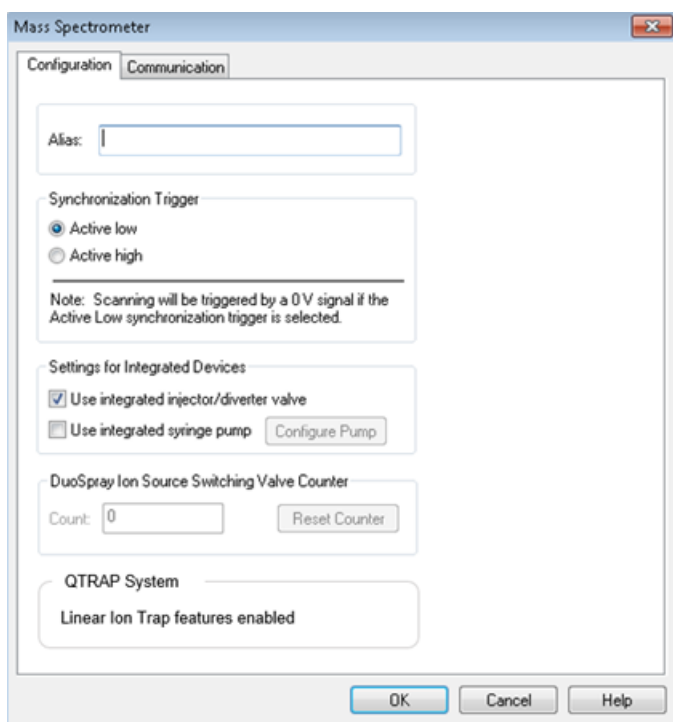 Mass Spectrometer
Configuration
Communication
Alias:
Synchronization Trigger
Active low
Active high
Note: Scanning will be triggered by a 0 V signal if the
Active Low synchronization trigger is selected.
Settings for Integrated Devices
Use integrated injector/diverter valve
Use integrated syringe pump
Configure Pump
DuoSpray Ion Source Switching Valve Counter
Count: 0
Reset Counter
QTRAP System
Linear Ion Trap features enabled
OK
Cancel
Help